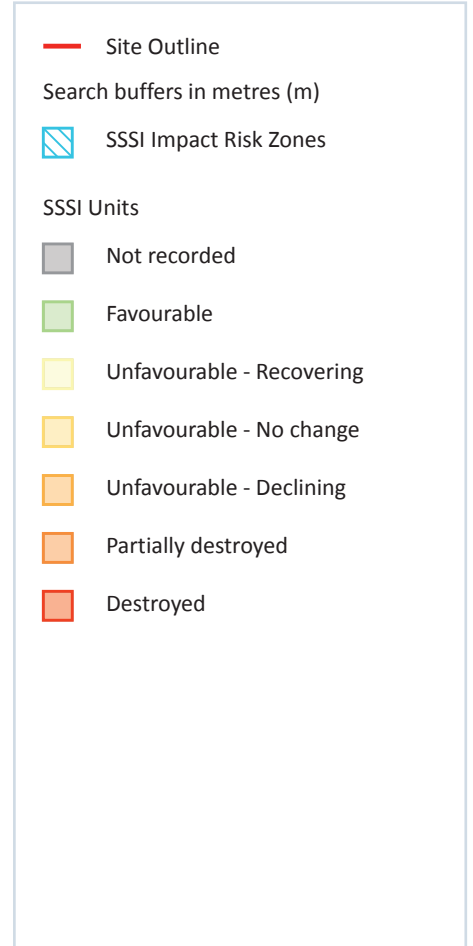 Site Outline
Search buffers in metres (m)
SSSI Impact Risk Zones
SSSI Units
Not recorded
Favourable
Unfavourable - Recovering
Unfavourable - No change
Unfavourable - Declining
Partially destroyed
Destroyed